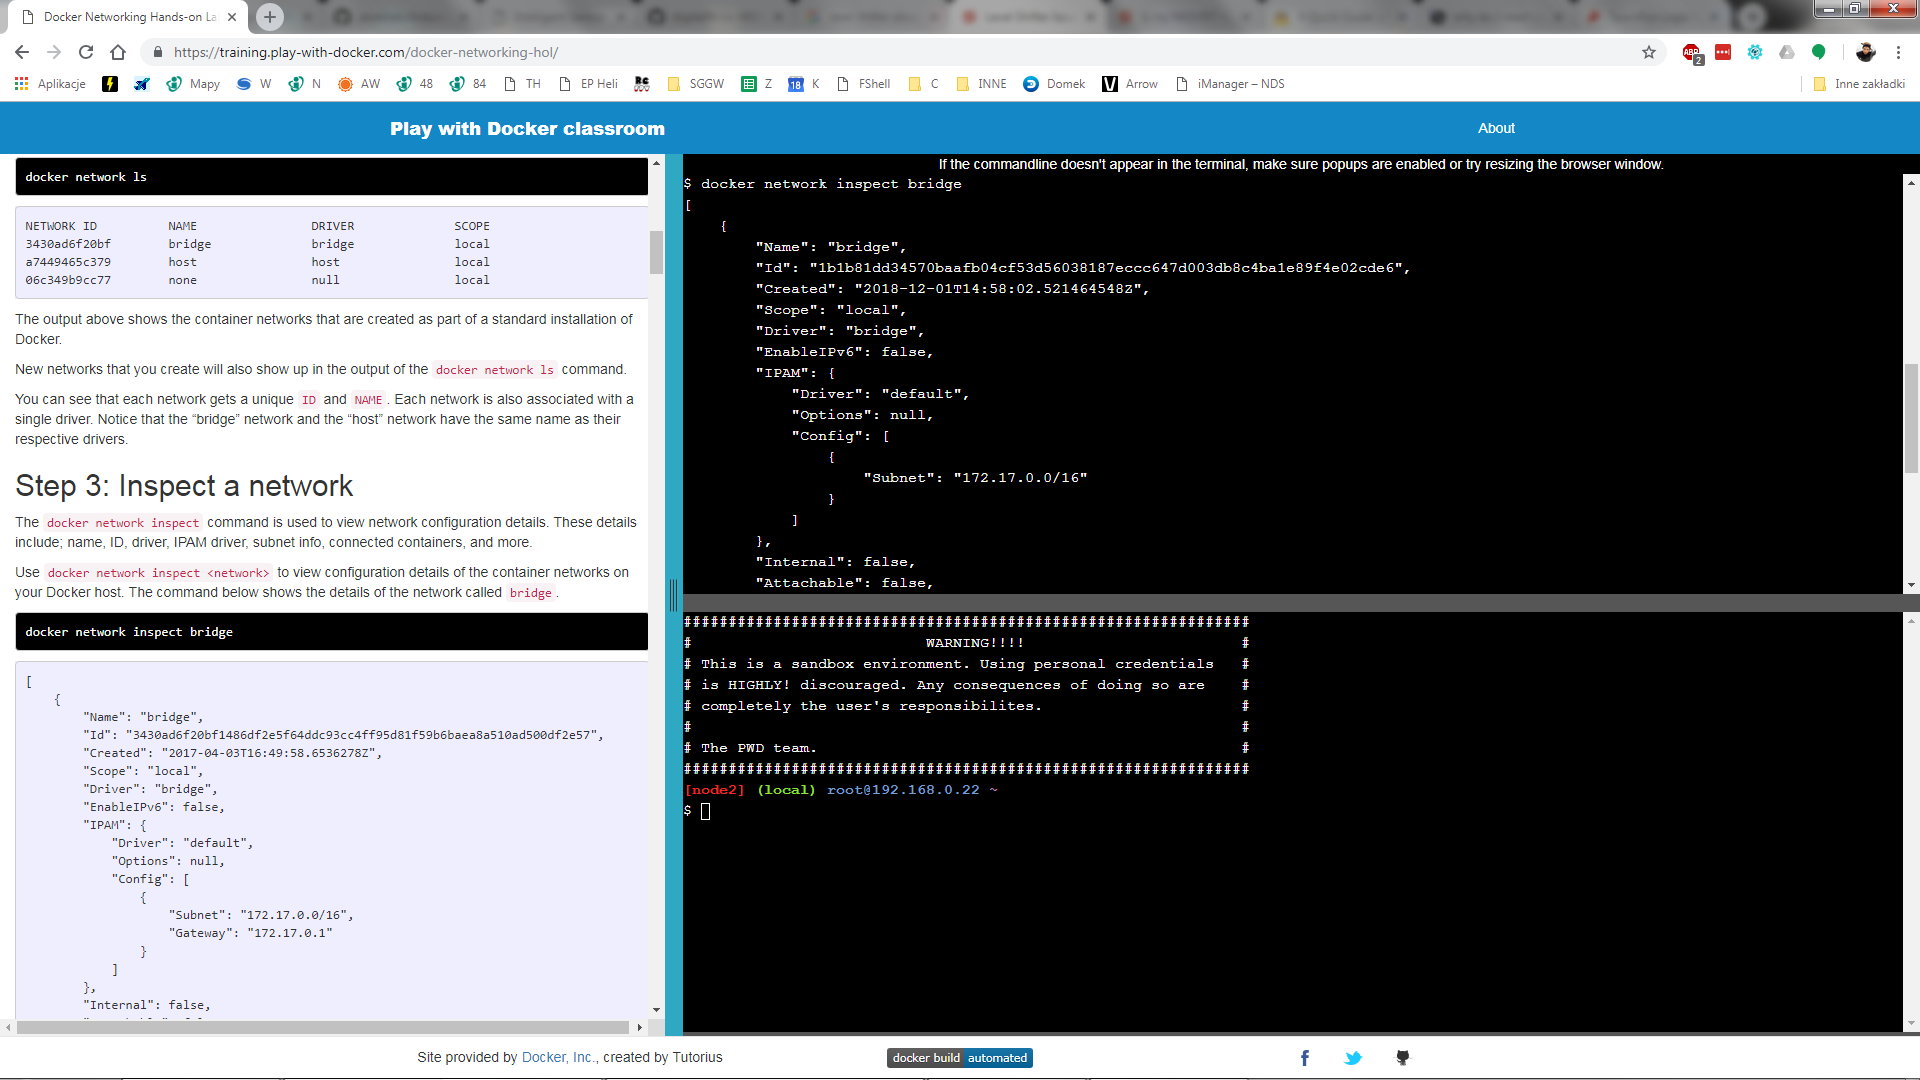 Docker Networking Hands-on La
https://training.play-with-docker.com/docker-networking-hol/
2
Aplikacje Mapy W N AW 48 84 TH EP Heli SGGW Z 18 K FShell C INNE Domek Arrow iManager – NDS Inne zakładki
Play with Docker classroom
About
docker network ls
NETWORK ID NAME DRIVER SCOPE
3430ad6f20bf bridge bridge local
a7449465c379 host host local
06c349b9cc77 none null local
The output above shows the container networks that are created as part of a standard installation of
Docker.
New networks that you create will also show up in the output of the docker network ls command.
You can see that each network gets a unique ID and NAME. Each network is also associated with a
single driver. Notice that the “bridge” network and the “host” network have the same name as their
respective drivers.
Step 3: Inspect a network
The docker network inspect command is used to view network configuration details. These details
include; name, ID, driver, IPAM driver, subnet info, connected containers, and more.
Use docker network inspect <network> to view configuration details of the container networks on
your Docker host. The command below shows the details of the network called bridge.
docker network inspect bridge
[
{
"Name": "bridge",
"Id": "3430ad6f20bf1486df2e5f64ddc93cc4ff95d81f59b6baea8a510ad500df2e57",
"Created": "2017-04-03T16:49:58.6536278Z",
"Scope": "local",
"Driver": "bridge",
"EnableIPv6": false,
"IPAM": {
"Driver": "default",
"Options": null,
"Config": [
{
"Subnet": "172.17.0.0/16",
"Gateway": "172.17.0.1"
}
]
},
"Internal": false,
If the commandline doesn't appear in the terminal, make sure popups are enabled or try resizing the browser window.
$ docker network inspect bridge
[
{
"Name": "bridge",
"Id": "1b1b81dd34570baafb04cf53d56038187eccc647d003db8c4ba1e89f4e02cde6",
"Created": "2018-12-01T14:58:02.521464548Z",
"Scope": "local",
"Driver": "bridge",
"EnableIPv6": false,
"IPAM": {
"Driver": "default",
"Options": null,
"Config": [
{
"Subnet": "172.17.0.0/16"
}
]
},
"Internal": false,
"Attachable": false,
###############################################################
# WARNING!!!! #
# This is a sandbox environment. Using personal credentials #
# is HIGHLY! discouraged. Any consequences of doing so are #
# completely the user's responsibilites. #
# #
# The PWD team. #
###############################################################
[node2] (local) root@192.168.0.22 ~
$
Site provided by Docker, Inc., created by Tutorius
docker build automated